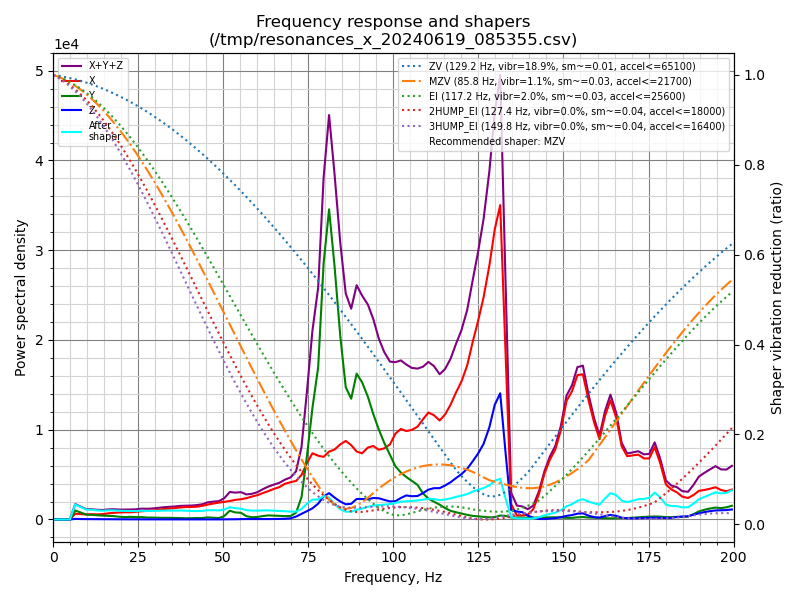 Frequency response and shapers
(/tmp/resonances_x_20240619_085355.csv)
1e4
X+Y+Z
X
Y
Z
After
shaper
ZV (129.2 Hz, vibr=18.9%, sm~=0.01, accel<=65100)
MZV (85.8 Hz, vibr=1.1%, sm~=0.03, accel<=21700)
EI (117.2 Hz, vibr=2.0%, sm~=0.03, accel<=25600)
2HUMP_EI (127.4 Hz, vibr=0.0%, sm~=0.04, accel<=18000)
3HUMP_EI (149.8 Hz, vibr=0.0%, sm~=0.04, accel<=16400)
Recommended shaper: MZV
Power spectral density
5
4
3
2
1
0
1.0
0.8
0.6
0.4
0.2
0.0
Shaper vibration reduction (ratio)
0 25 50 75 100 125 150 175 200
Frequency, Hz